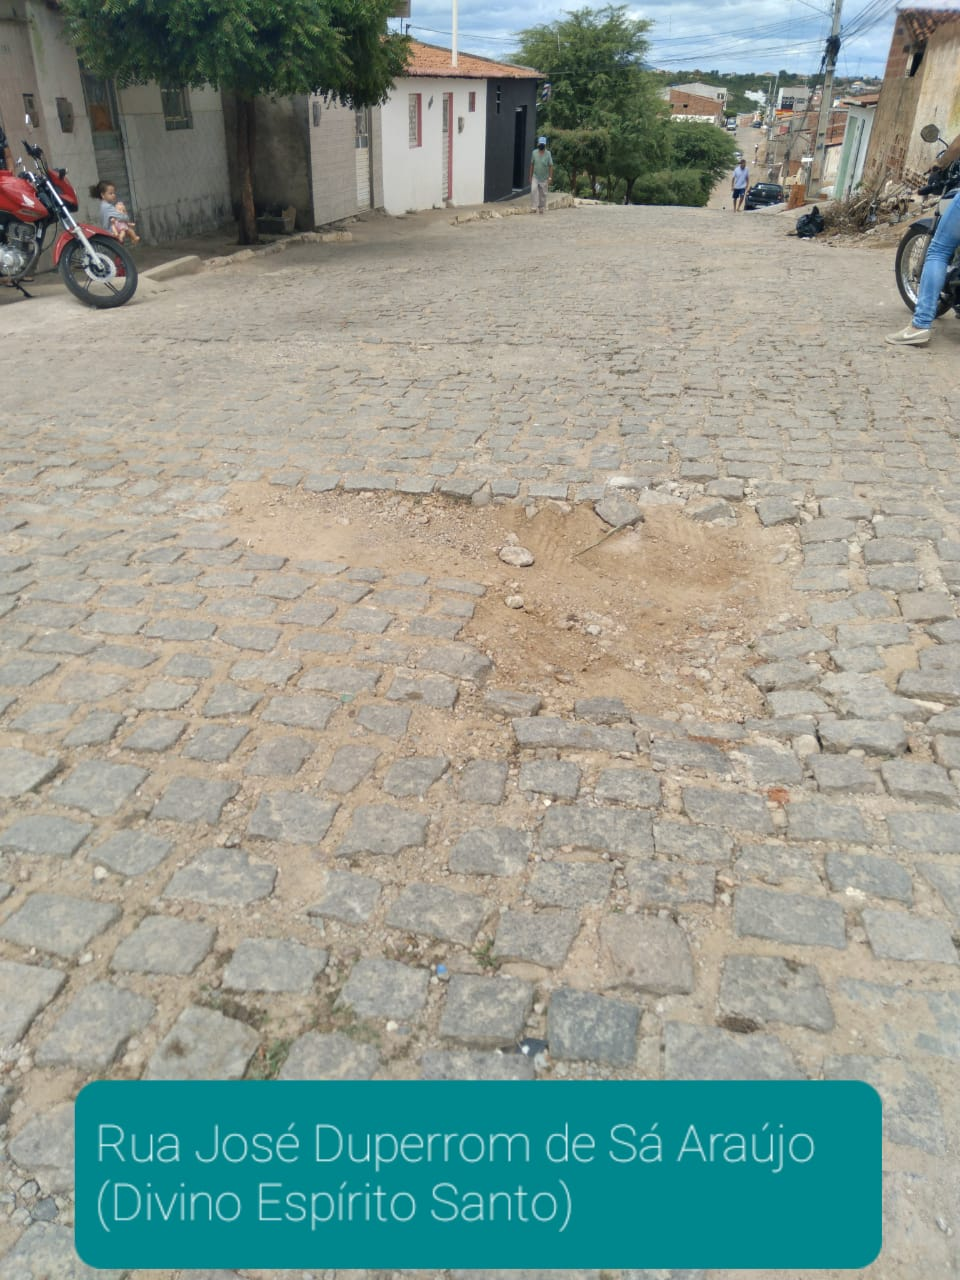 Rua José Duperrom de Sá Araújo
(Divino Espírito Santo)